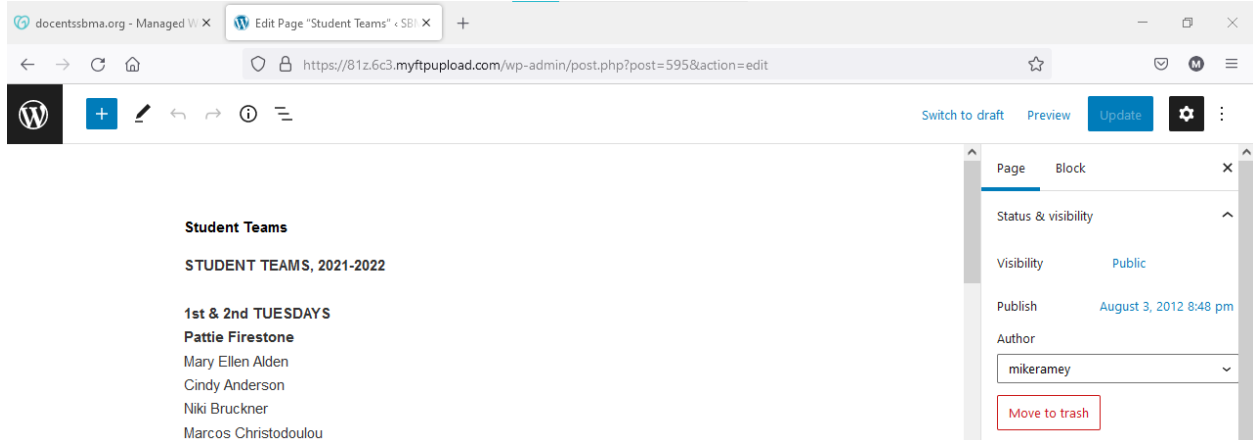 docentssbma.org - Managed W
Edit Page "Student Teams" ‹ SB
https://81z.6c3.myftpupload.com/wp-admin/post.php?post=595&action=edit
M
Switch to draft Preview Update
Page Block
Student Teams
Status & visibility
STUDENT TEAMS, 2021-2022
Visibility Public
1st & 2nd TUESDAYS
Publish August 3, 2012 8:48 pm
Pattie Firestone
Author
Mary Ellen Alden
mikeramey
Cindy Anderson
Niki Bruckner
Move to trash
Marcos Christodoulou